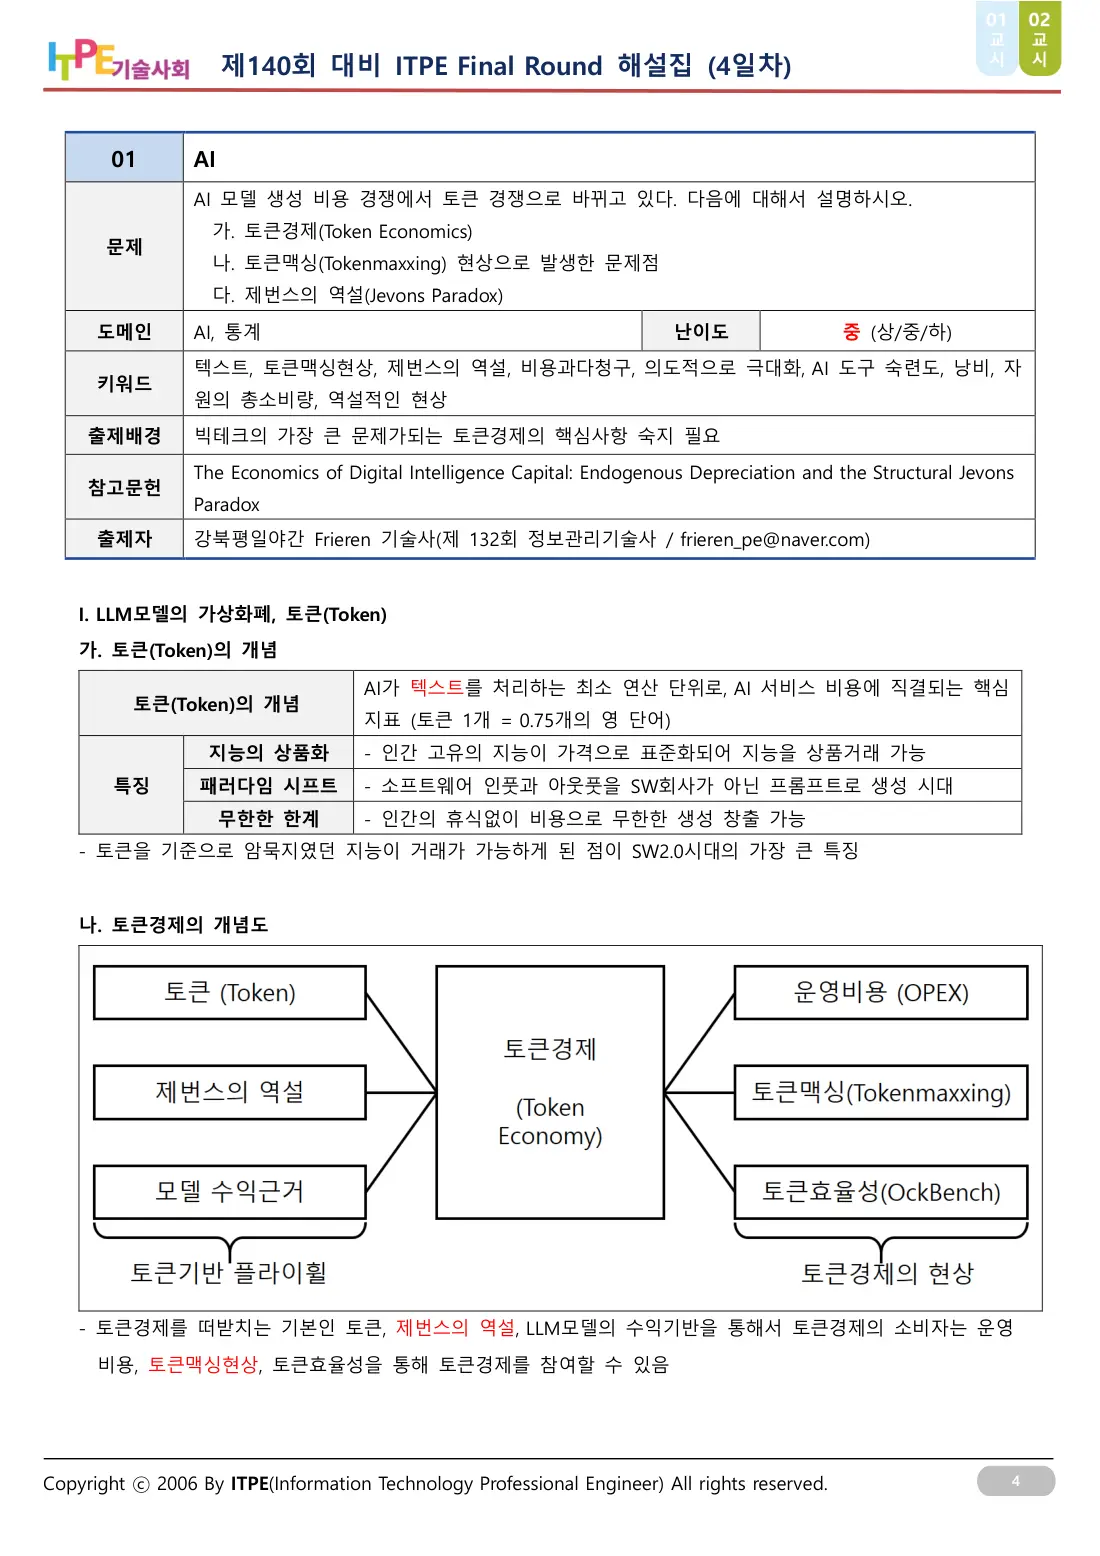 ITPE기술사회 제140회 대비 ITPE Final Round 해설집 (4일차)
01 교시
02 교시
01 AI
문제
AI 모델 생성 비용 경쟁에서 토큰 경쟁으로 바뀌고 있다. 다음에 대해서 설명하시오.
가. 토큰경제(Token Economics)
나. 토큰맥싱(Tokenmaxxing) 현상으로 발생한 문제점
다. 제번스의 역설(Jevons Paradox)
도메인 AI, 통계 난이도 중 (상/중/하)
키워드
텍스트, 토큰맥싱현상, 제번스의 역설, 비용과다청구, 의도적으로 극대화, AI 도구 숙련도, 낭비, 자
원의 총소비량, 역설적인 현상
출제배경 빅테크의 가장 큰 문제가되는 토큰경제의 핵심사항 숙지 필요
참고문헌
The Economics of Digital Intelligence Capital: Endogenous Depreciation and the Structural Jevons
Paradox
출제자 강북평일야간 Frieren 기술사(제 132회 정보관리기술사 / frieren_pe@naver.com)
I. LLM모델의 가상화폐, 토큰(Token)
가. 토큰(Token)의 개념
토큰(Token)의 개념
AI가 텍스트를 처리하는 최소 연산 단위로, AI 서비스 비용에 직결되는 핵심
지표 (토큰 1개 = 0.75개의 영 단어)
특징
지능의 상품화 - 인간 고유의 지능이 가격으로 표준화되어 지능을 상품거래 가능
패러다임 시프트 - 소프트웨어 인풋과 아웃풋을 SW회사가 아닌 프롬프트로 생성 시대
무한한 한계 - 인간의 휴식없이 비용으로 무한한 생성 창출 가능
- 토큰을 기준으로 암묵지였던 지능이 거래가 가능하게 된 점이 SW2.0시대의 가장 큰 특징
나. 토큰경제의 개념도
토큰 (Token)
제번스의 역설
모델 수익근거
토큰기반 플라이휠
토큰경제
(Token
Economy)
운영비용 (OPEX)
토큰맥싱(Tokenmaxxing)
토큰효율성(OckBench)
토큰경제의 현상
- 토큰경제를 떠받치는 기본인 토큰, 제번스의 역설, LLM모델의 수익기반을 통해서 토큰경제의 소비자는 운영
비용, 토큰맥싱현상, 토큰효율성을 통해 토큰경제를 참여할 수 있음
Copyright ⓒ 2006 By ITPE(Information Technology Professional Engineer) All rights reserved.
4